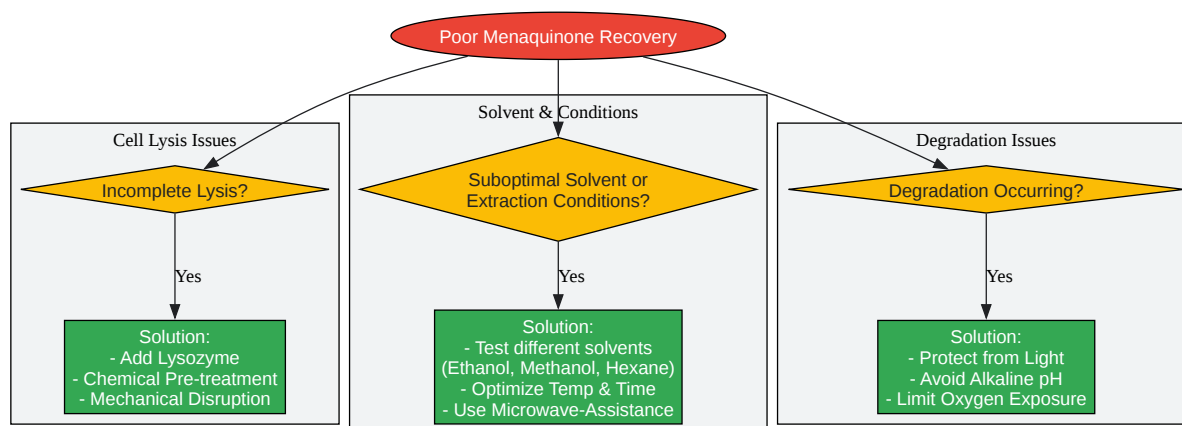 Poor Menaquinone Recovery
Cell Lysis Issues
Incomplete Lysis?
Yes
Solution:
- Add Lysozyme
- Chemical Pre-treatment
- Mechanical Disruption
Solvent & Conditions
Suboptimal Solvent or
Extraction Conditions?
Yes
Solution:
- Test different solvents
(Ethanol, Methanol, Hexane)
- Optimize Temp & Time
- Use Microwave-Assistance
Degradation Issues
Degradation Occurring?
Yes
Solution:
- Protect from Light
- Avoid Alkaline pH
- Limit Oxygen Exposure